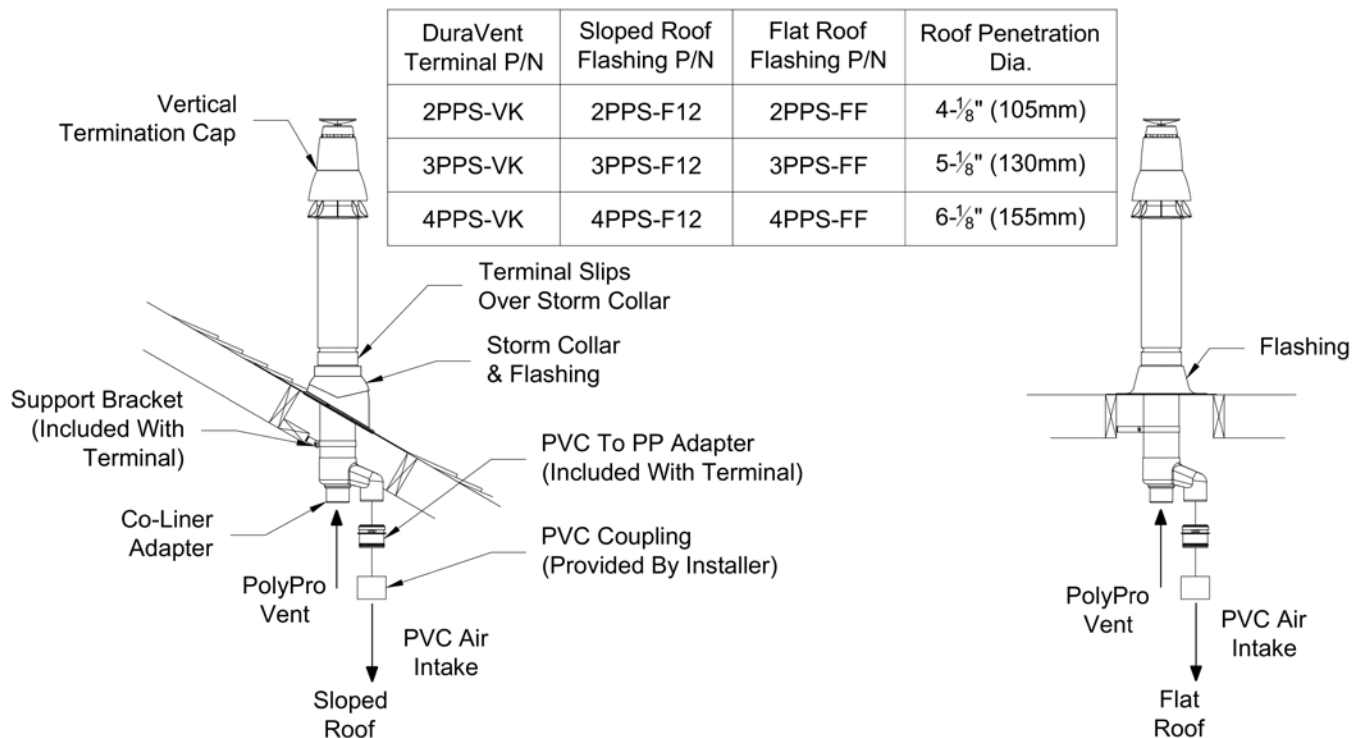 DuraVent Terminal P/N | Sloped Roof Flashing P/N | Flat Roof Flashing P/N | Roof Penetration Dia.
2PPS-VK | 2PPS-F12 | 2PPS-FF | 4-⅛" (105mm)
3PPS-VK | 3PPS-F12 | 3PPS-FF | 5-⅛" (130mm)
4PPS-VK | 4PPS-F12 | 4PPS-FF | 6-⅛" (155mm)
Vertical
Termination Cap
Terminal Slips
Over Storm Collar
Storm Collar
& Flashing
Support Bracket
(Included With
Terminal)
PVC To PP Adapter
(Included With Terminal)
Co-Liner
Adapter
PVC Coupling
(Provided By Installer)
PolyPro
Vent
PVC Air
Intake
Sloped
Roof
Flashing
PolyPro
Vent
PVC Air
Intake
Flat
Roof